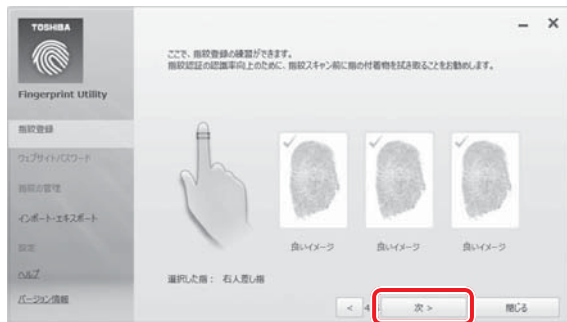 TOSHIBA
Fingerprint Utility
指紋登録
ウェブサイトパスワード
指紋の管理
インポート・エキスポート
設定
ヘルプ
バージョン情報
ここで、指紋登録の練習ができます。
指紋認証の認識率向上のために、指紋スキャン前に指の付着物を拭き取ることをお勧めします。
良いイメージ
良いイメージ
良いイメージ
選択した指： 右人差し指
<
次 >
閉じる